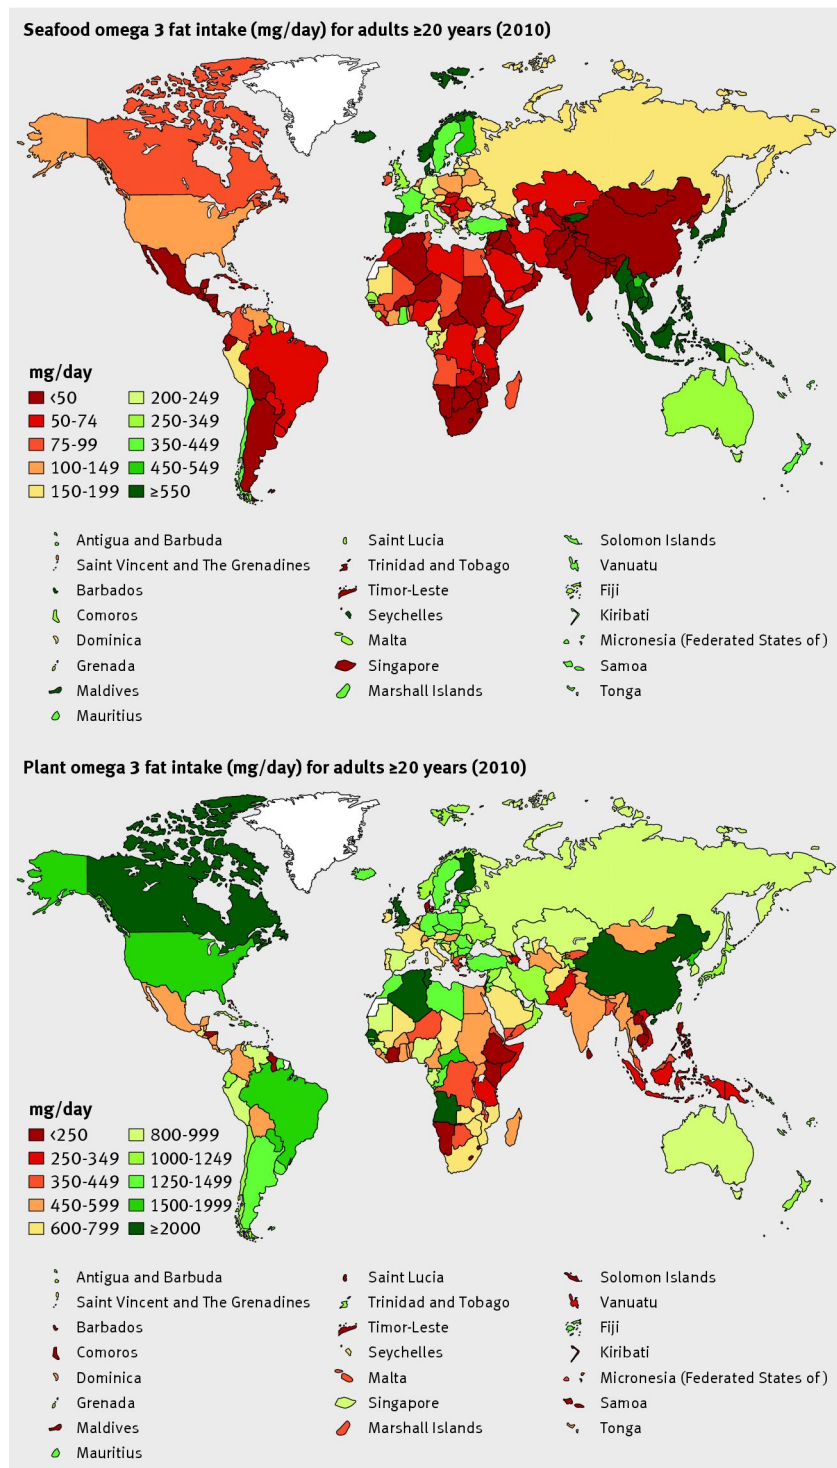 Seafood omega 3 fat intake (mg/day) for adults ≥20 years (2010)
mg/day
<50 200-249
50-74 250-349
75-99 350-449
100-149 450-549
150-199 ≥550
Antigua and Barbuda Saint Lucia Solomon Islands
Saint Vincent and The Grenadines Trinidad and Tobago Vanuatu
Barbados Timor-Leste Fiji
Comoros Seychelles Kiribati
Dominica Malta Micronesia (Federated States of)
Grenada Singapore Samoa
Maldives Marshall Islands Tonga
Mauritius
Plant omega 3 fat intake (mg/day) for adults ≥20 years (2010)
mg/day
<250 800-999
250-349 1000-1249
350-449 1250-1499
450-599 1500-1999
600-799 ≥2000
Antigua and Barbuda Saint Lucia Solomon Islands
Saint Vincent and The Grenadines Trinidad and Tobago Vanuatu
Barbados Timor-Leste Fiji
Comoros Seychelles Kiribati
Dominica Malta Micronesia (Federated States of)
Grenada Singapore Samoa
Maldives Marshall Islands Tonga
Mauritius